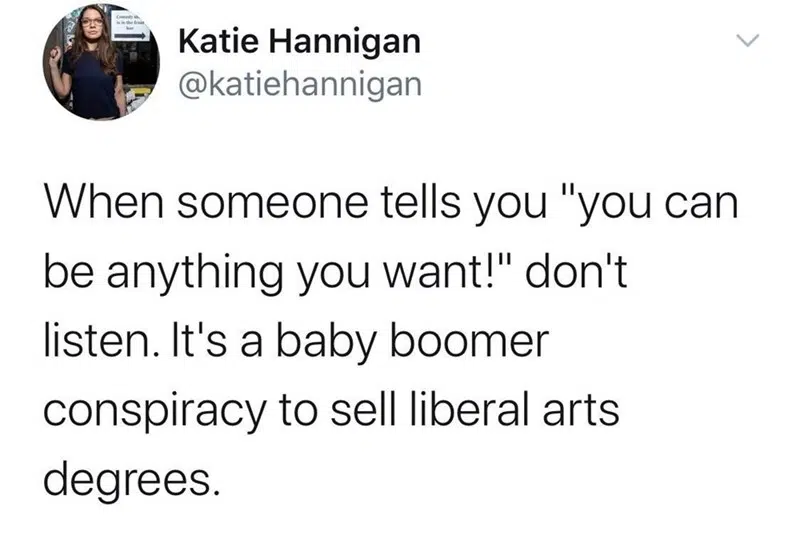 Katie Hannigan
@katiehannigan
When someone tells you "you can
be anything you want!" don't
listen. It's a baby boomer
conspiracy to sell liberal arts
degrees.